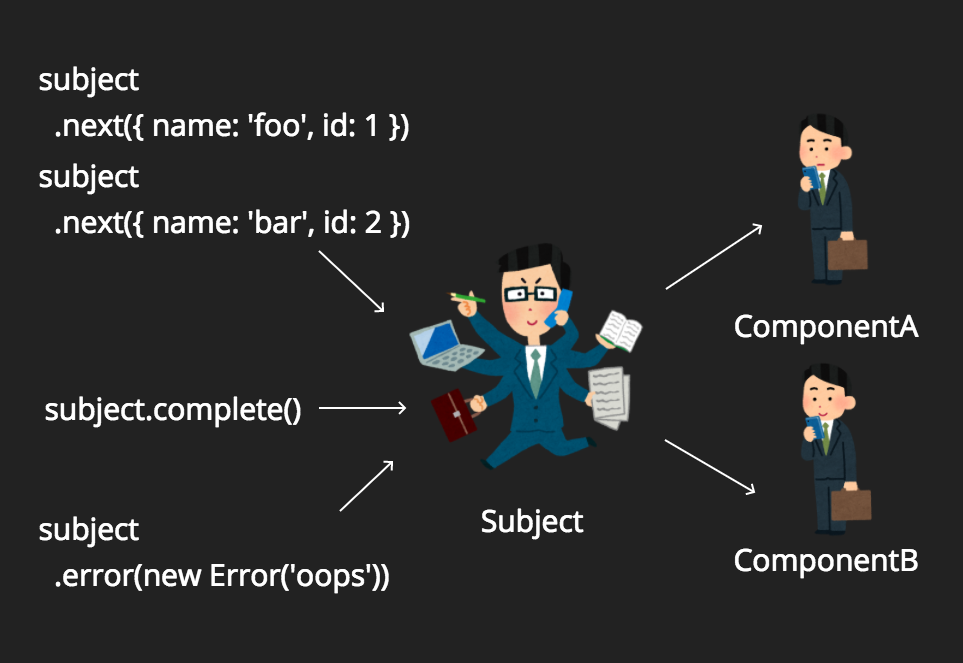 subject
.next({ name: 'foo', id: 1 })
subject
.next({ name: 'bar', id: 2 })
subject.complete()
subject
.error(new Error('oops'))
Subject
ComponentA
ComponentB